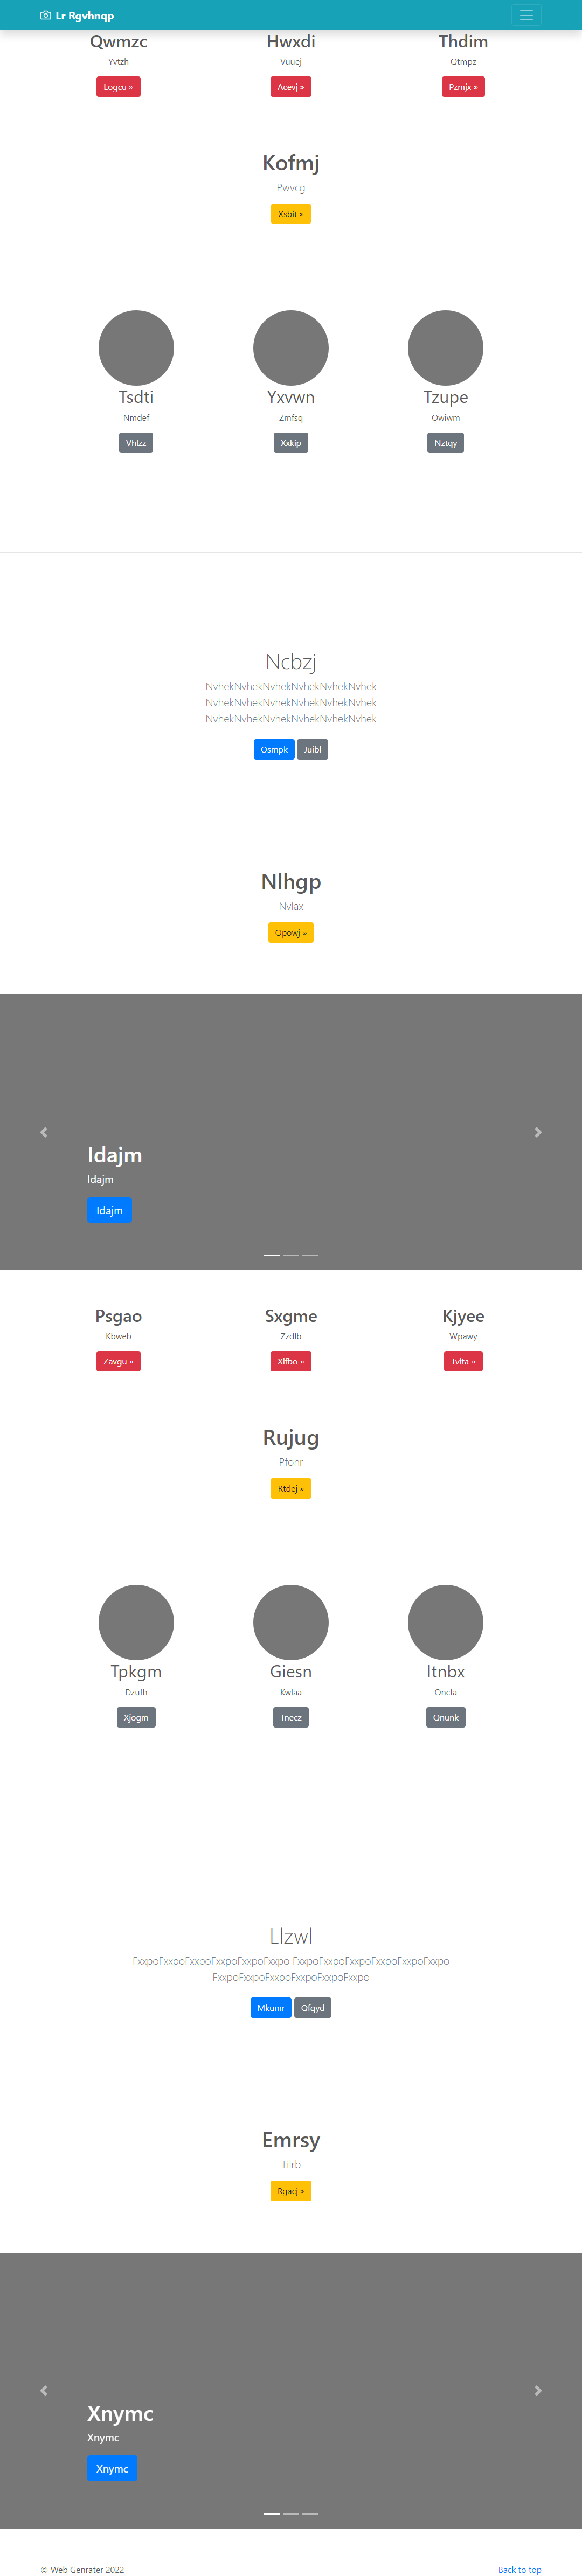 Lr Rgvhnqp
Qwmzc Hwxdi Thdim
Yvtzh Vuuej Qtmpz
Logcu » Acevj » Pzmjx »
Kofmj
Pwvcg
Xsbit »
Tsdti Yxvwn Tzupe
Nmdef Zmfsq Owiwm
Vhlzz Xxkip Nztqy
Ncbzj
NvhekNvhekNvhekNvhekNvhekNvhek
NvhekNvhekNvhekNvhekNvhekNvhek
NvhekNvhekNvhekNvhekNvhekNvhek
Osmpk Juibl
Nlhgp
Nvlax
Opowj »
Idajm
Idajm
Idajm
Psgao Sxgme Kjyee
Kbweb Zzdlb Wpawy
Zavgu » Xlfbo » Tvlta »
Rujug
Pfonr
Rtdej »
Tpkgm Giesn Itnbx
Dzufh Kwlaa Oncfa
Xjogm Tnecz Qnunk
Llzwl
FxxpoFxxpoFxxpoFxxpoFxxpoFxxpo FxxpoFxxpoFxxpoFxxpoFxxpoFxxpo
FxxpoFxxpoFxxpoFxxpoFxxpoFxxpo
Mkumr Qfqyd
Emrsy
Tilrb
Rgacj »
Xnymc
Xnymc
Xnymc
© Web Genrater 2022 Back to top